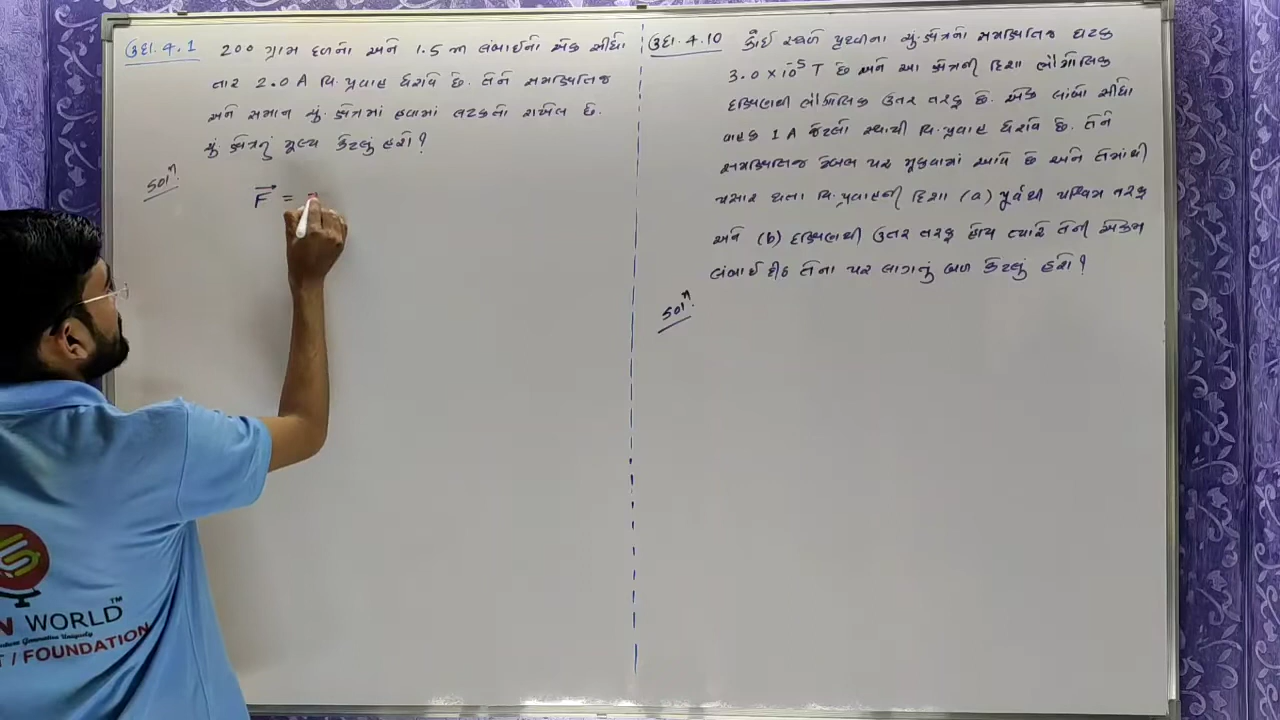 ઉદા. 4.1 200 ગ્રામ દળના અને 1.5 m લંબાઈનો એક સીધો
તાર 2.0 A વિ. પ્રવાહ ધરાવે છે. તેને સમક્ષિતિજ
અને સમાન ચું. ક્ષેત્રમાં હવામાં લટકતો રાખેલ છે.
ચું. ક્ષેત્રનું મૂલ્ય કેટલું હશે?
solⁿ.
F⃗ =
ઉદા. 4.10 કોઈ સ્થળે પૃથ્વીના ચું. ક્ષેત્રનો સમક્ષિતિજ ઘટક
3.0 × 10⁻⁵ T છે અને આ ક્ષેત્રની દિશા ભૌગોલિક
દક્ષિણથી ભૌગોલિક ઉત્તર તરફ છે. એક લાંબો સીધો
વાહક 1 A જેટલો સ્થાયી વિ. પ્રવાહ ધરાવે છે. તેને
સમક્ષિતિજ ટેબલ પર મૂકવામાં આવે છે અને તેમાંથી
પસાર થતા વિ. પ્રવાહની દિશા (a) પૂર્વથી પશ્ચિમ તરફ
અને (b) દક્ષિણથી ઉત્તર તરફ હોય ત્યારે તેની એકમ
લંબાઈ દીઠ તેના પર લાગતું બળ કેટલું હશે?
solⁿ.
N WORLD™
T / FOUNDATION